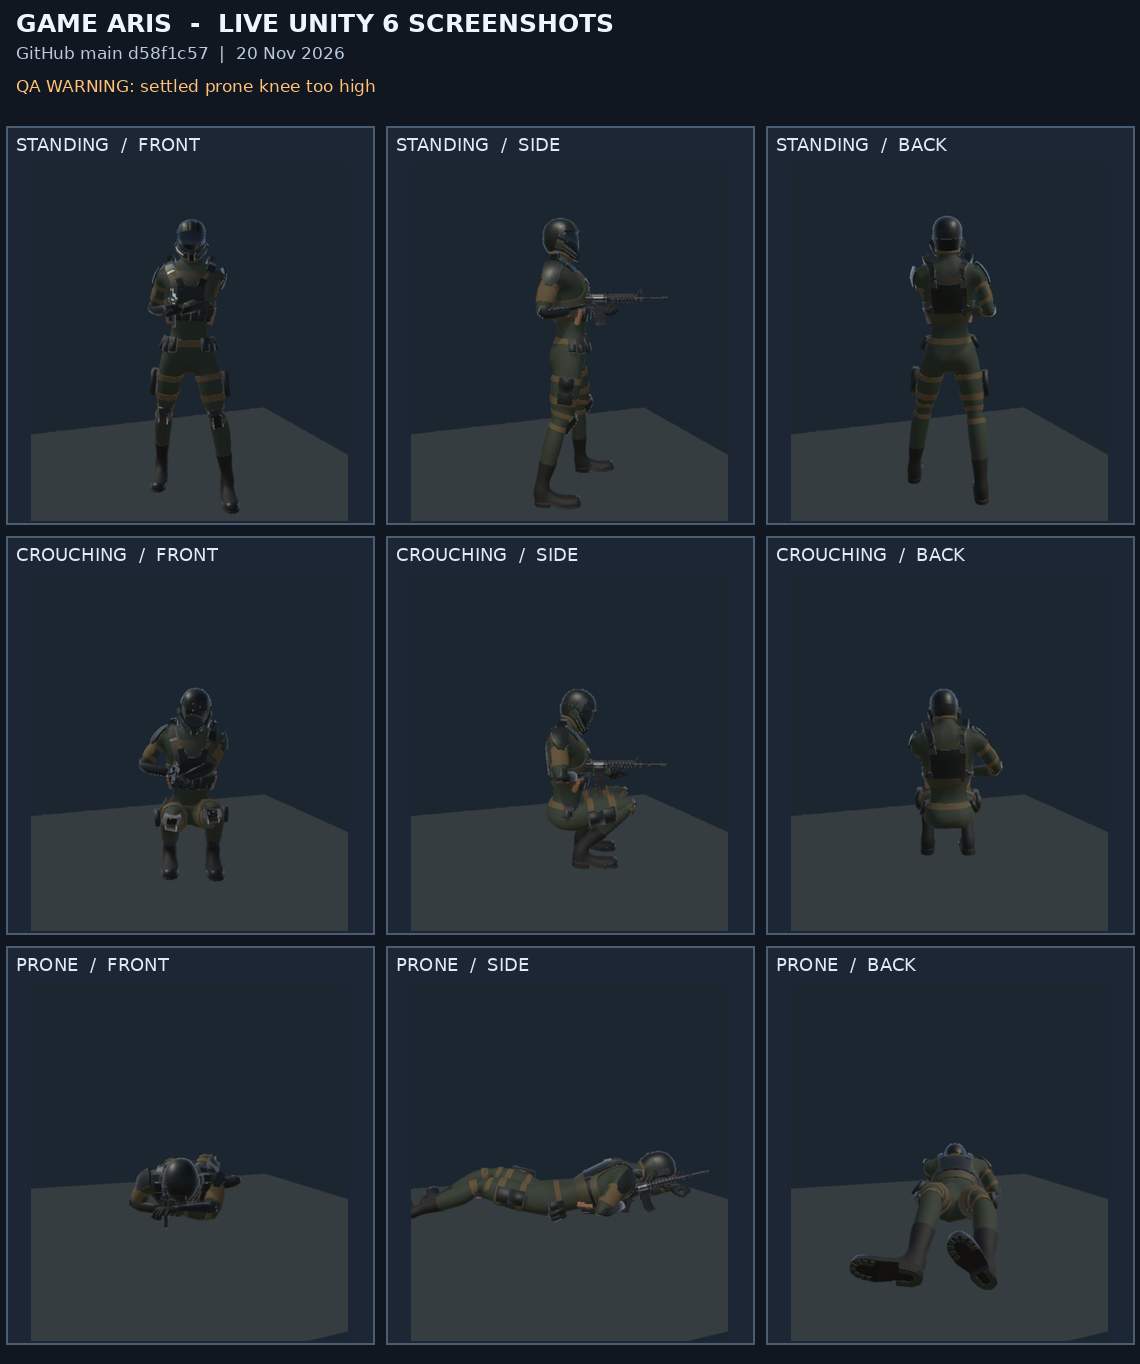 GAME ARIS - LIVE UNITY 6 SCREENSHOTS
GitHub main d58f1c57 | 20 Nov 2026
QA WARNING: settled prone knee too high
STANDING / FRONT
STANDING / SIDE
STANDING / BACK
CROUCHING / FRONT
CROUCHING / SIDE
CROUCHING / BACK
PRONE / FRONT
PRONE / SIDE
PRONE / BACK